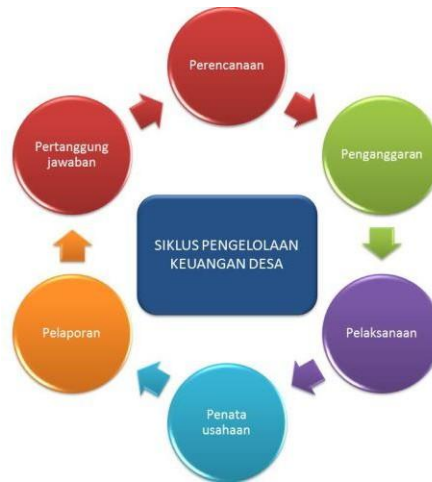 Perencanaan
Penganggaran
Pelaksanaan
Penata
usahaan
Pelaporan
Pertanggung
jawaban
SIKLUS PENGELOLAAN
KEUANGAN DESA